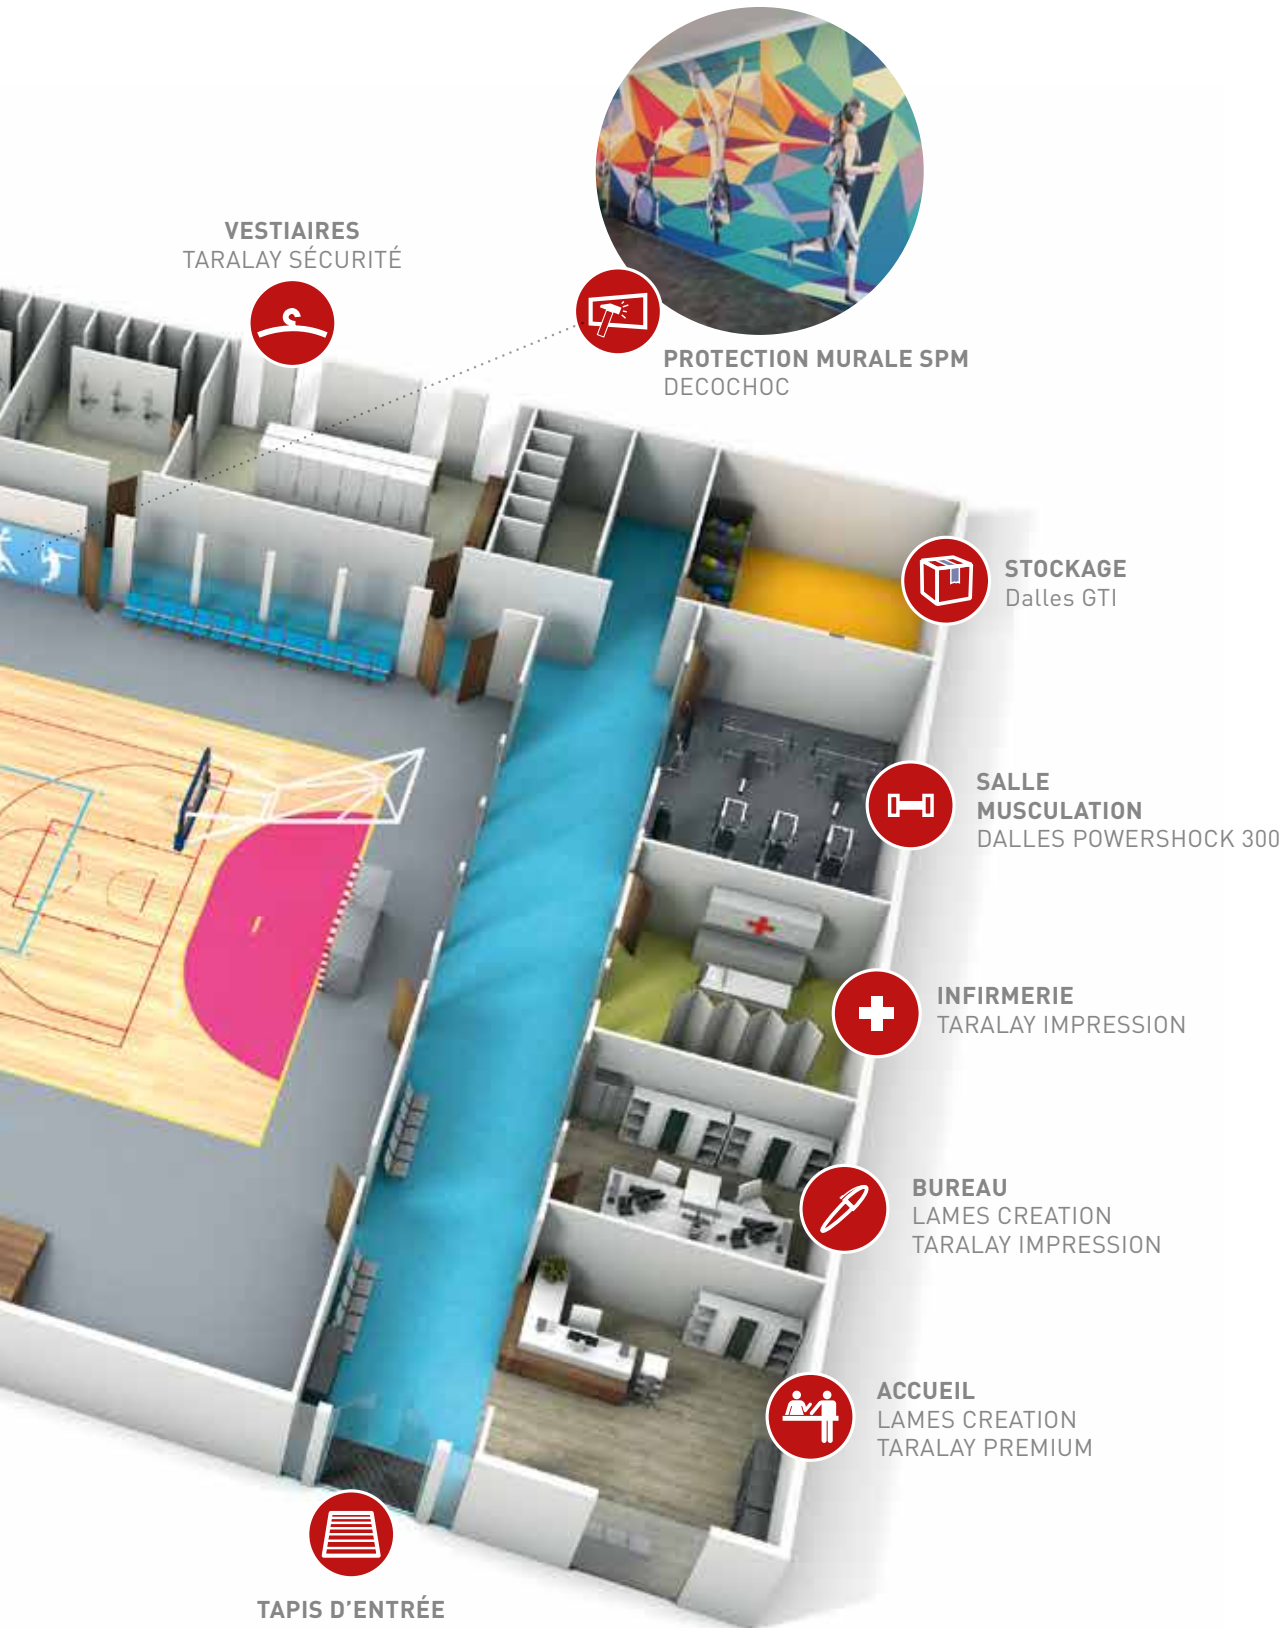 VESTIAIRES
TARALAY SÉCURITÉ
PROTECTION MURALE SPM
DECOCHOC
STOCKAGE
Dalles GTI
SALLE
MUSCULATION
DALLES POWERSHOCK 300
INFIRMERIE
TARALAY IMPRESSION
BUREAU
LAMES CREATION
TARALAY IMPRESSION
ACCUEIL
LAMES CREATION
TARALAY PREMIUM
TAPIS D'ENTRÉE